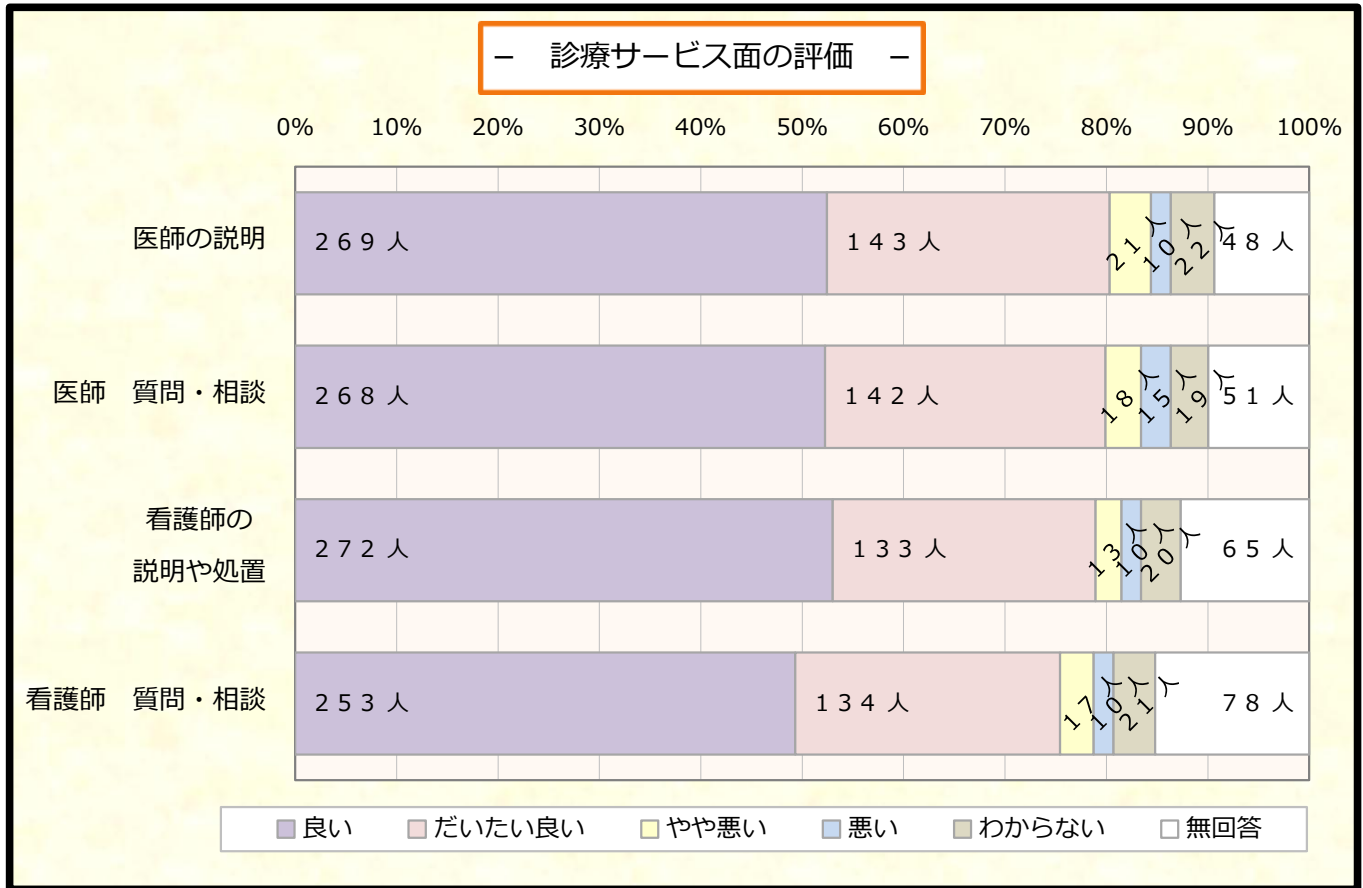 －　診療サービス面の評価　－
0% 10% 20% 30% 40% 50% 60% 70% 80% 90% 100%
医師の説明 ２６９人 １４３人 ２１人 １０人 ２２人 ４８人
医師　質問・相談 ２６８人 １４２人 １８人 １５人 １９人 ５１人
看護師の
説明や処置 ２７２人 １３３人 １３人 １０人 ２０人 ６５人
看護師　質問・相談 ２５３人 １３４人 １７人 １０人 ２１人 ７８人
良い だいたい良い やや悪い 悪い わからない 無回答